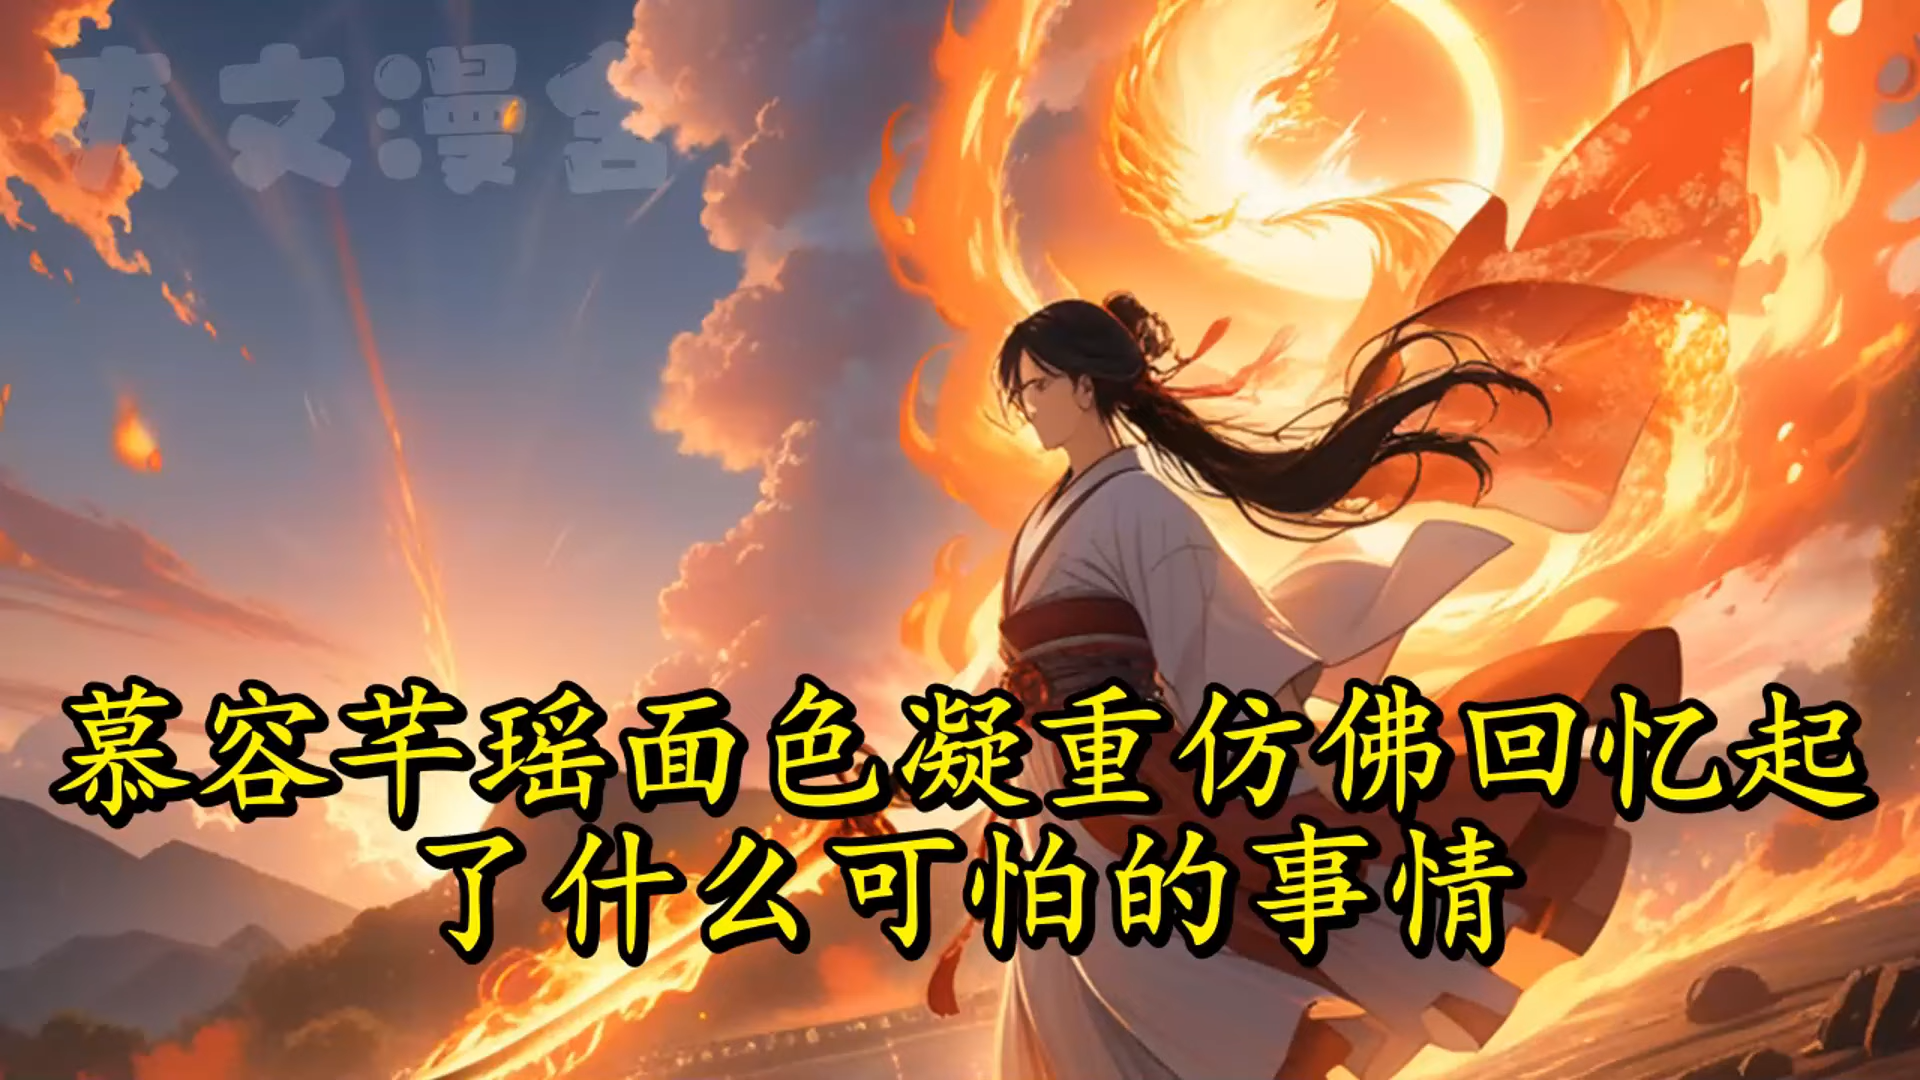 爽文漫名
慕容芊瑶面色凝重仿佛回忆起
了什么可怕的事情